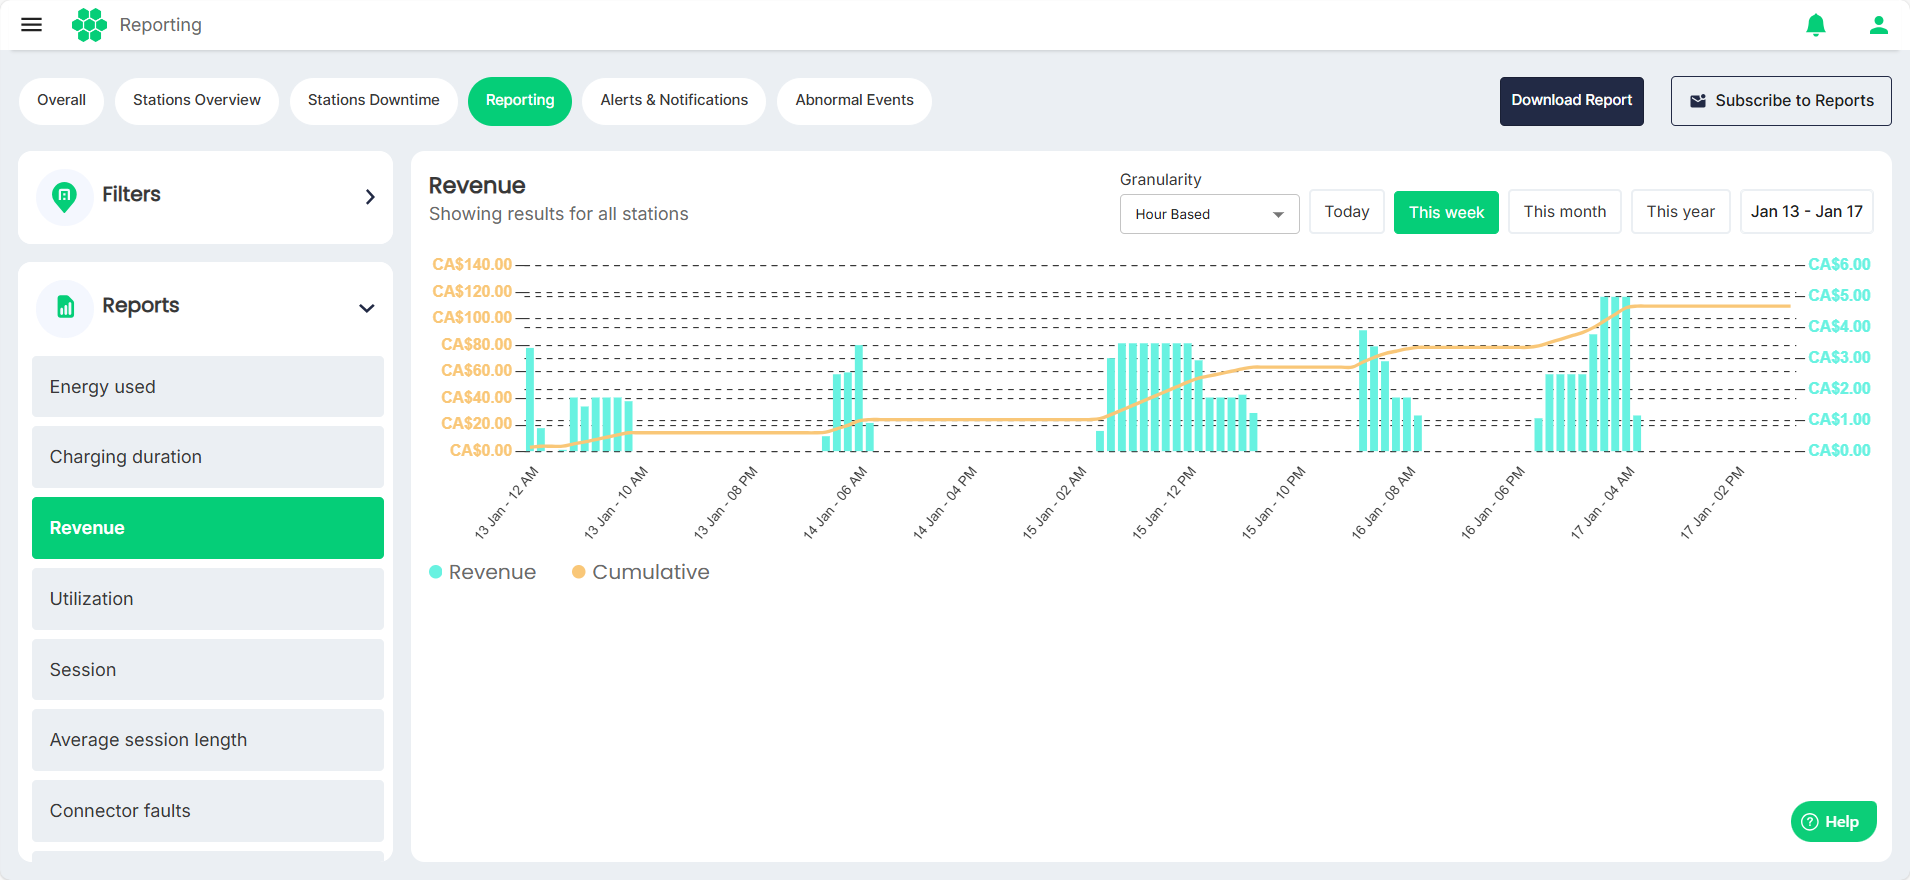 Reporting
Overall
Stations Overview
Stations Downtime
Reporting
Alerts & Notifications
Abnormal Events
Download Report
Subscribe to Reports
Filters
Reports
Energy used
Charging duration
Revenue
Utilization
Session
Average session length
Connector faults
Revenue
Showing results for all stations
Granularity
Hour Based
Today
This week
This month
This year
Jan 13 - Jan 17
CA$140.00
CA$120.00
CA$100.00
CA$80.00
CA$60.00
CA$40.00
CA$20.00
CA$0.00
CA$6.00
CA$5.00
CA$4.00
CA$3.00
CA$2.00
CA$1.00
CA$0.00
13 Jan - 12 AM
13 Jan - 10 AM
13 Jan - 08 PM
14 Jan - 06 AM
14 Jan - 04 PM
15 Jan - 02 AM
15 Jan - 12 PM
15 Jan - 10 PM
16 Jan - 08 AM
16 Jan - 06 PM
17 Jan - 04 AM
17 Jan - 02 PM
Revenue
Cumulative
Help